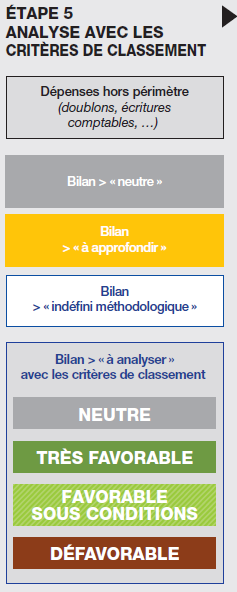 ÉTAPE 5
ANALYSE AVEC LES
CRITÈRES DE CLASSEMENT
Dépenses hors périmètre
(doublons, écritures
comptables, …)
Bilan > « neutre »
Bilan
> « à approfondir »
Bilan
> « indéfini méthodologique »
Bilan > « à analyser »
avec les critères de classement
NEUTRE
TRÈS FAVORABLE
FAVORABLE
SOUS CONDITIONS
DÉFAVORABLE